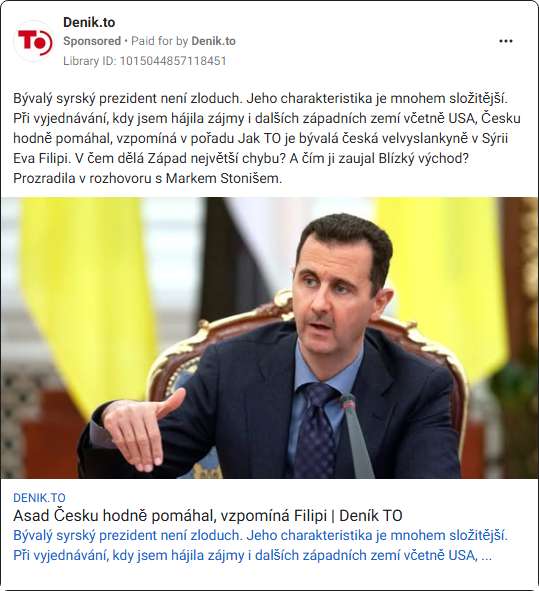 Denik.to
Sponsored • Paid for by Denik.to
Library ID: 1015044857118451
TO
Bývalý syrský prezident není zloduch. Jeho charakteristika je mnohem složitější.
Při vyjednávání, kdy jsem hájila zájmy i dalších západních zemí včetně USA, Česku
hodně pomáhal, vzpomíná v pořadu Jak TO je bývalá česká velvyslankyně v Sýrii
Eva Filipi. V čem dělá Západ největší chybu? A čím ji zaujal Blízký východ?
Prozradila v rozhovoru s Markem Stonišem.
DENIK.TO
Asad Česku hodně pomáhal, vzpomíná Filipi | Deník TO
Bývalý syrský prezident není zloduch. Jeho charakteristika je mnohem složitější.
Při vyjednávání, kdy jsem hájila zájmy i dalších západních zemí včetně USA, ...